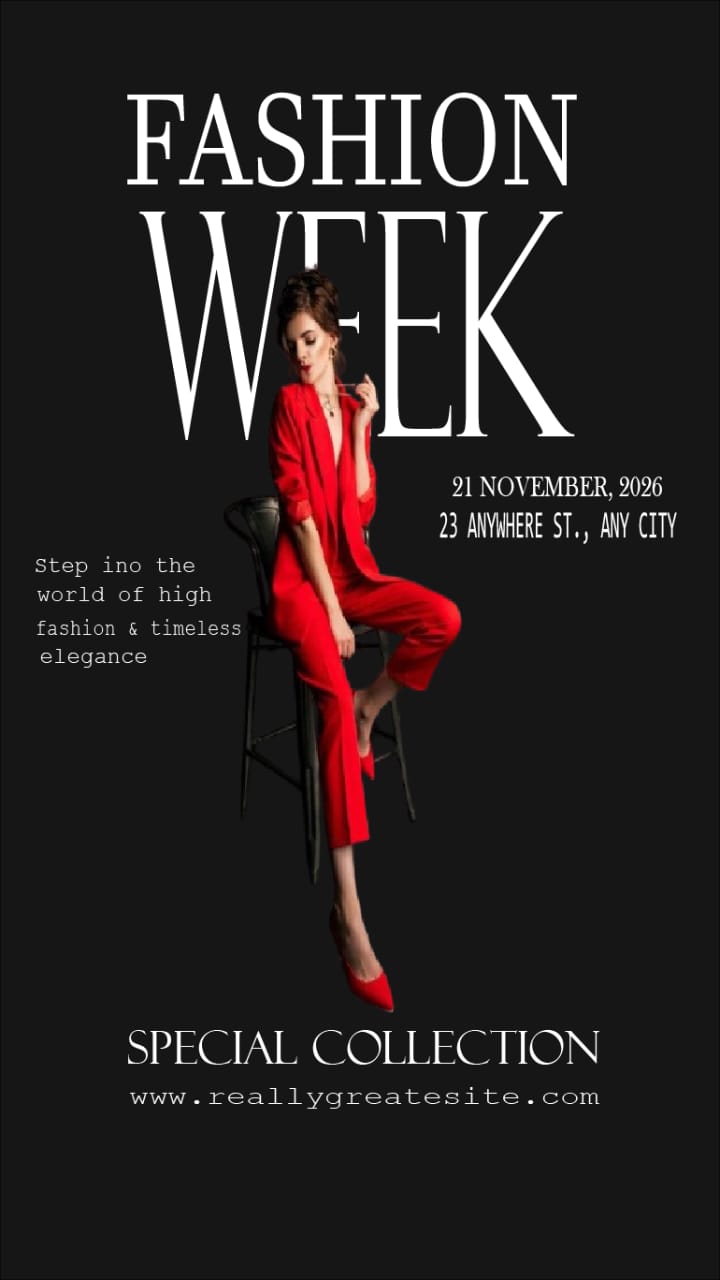 FASHION
WEEK
21 NOVEMBER, 2026
23 ANYWHERE ST., ANY CITY
Step ino the
world of high
fashion & timeless
elegance
SPECIAL COLLECTION
www.reallygreatesite.com